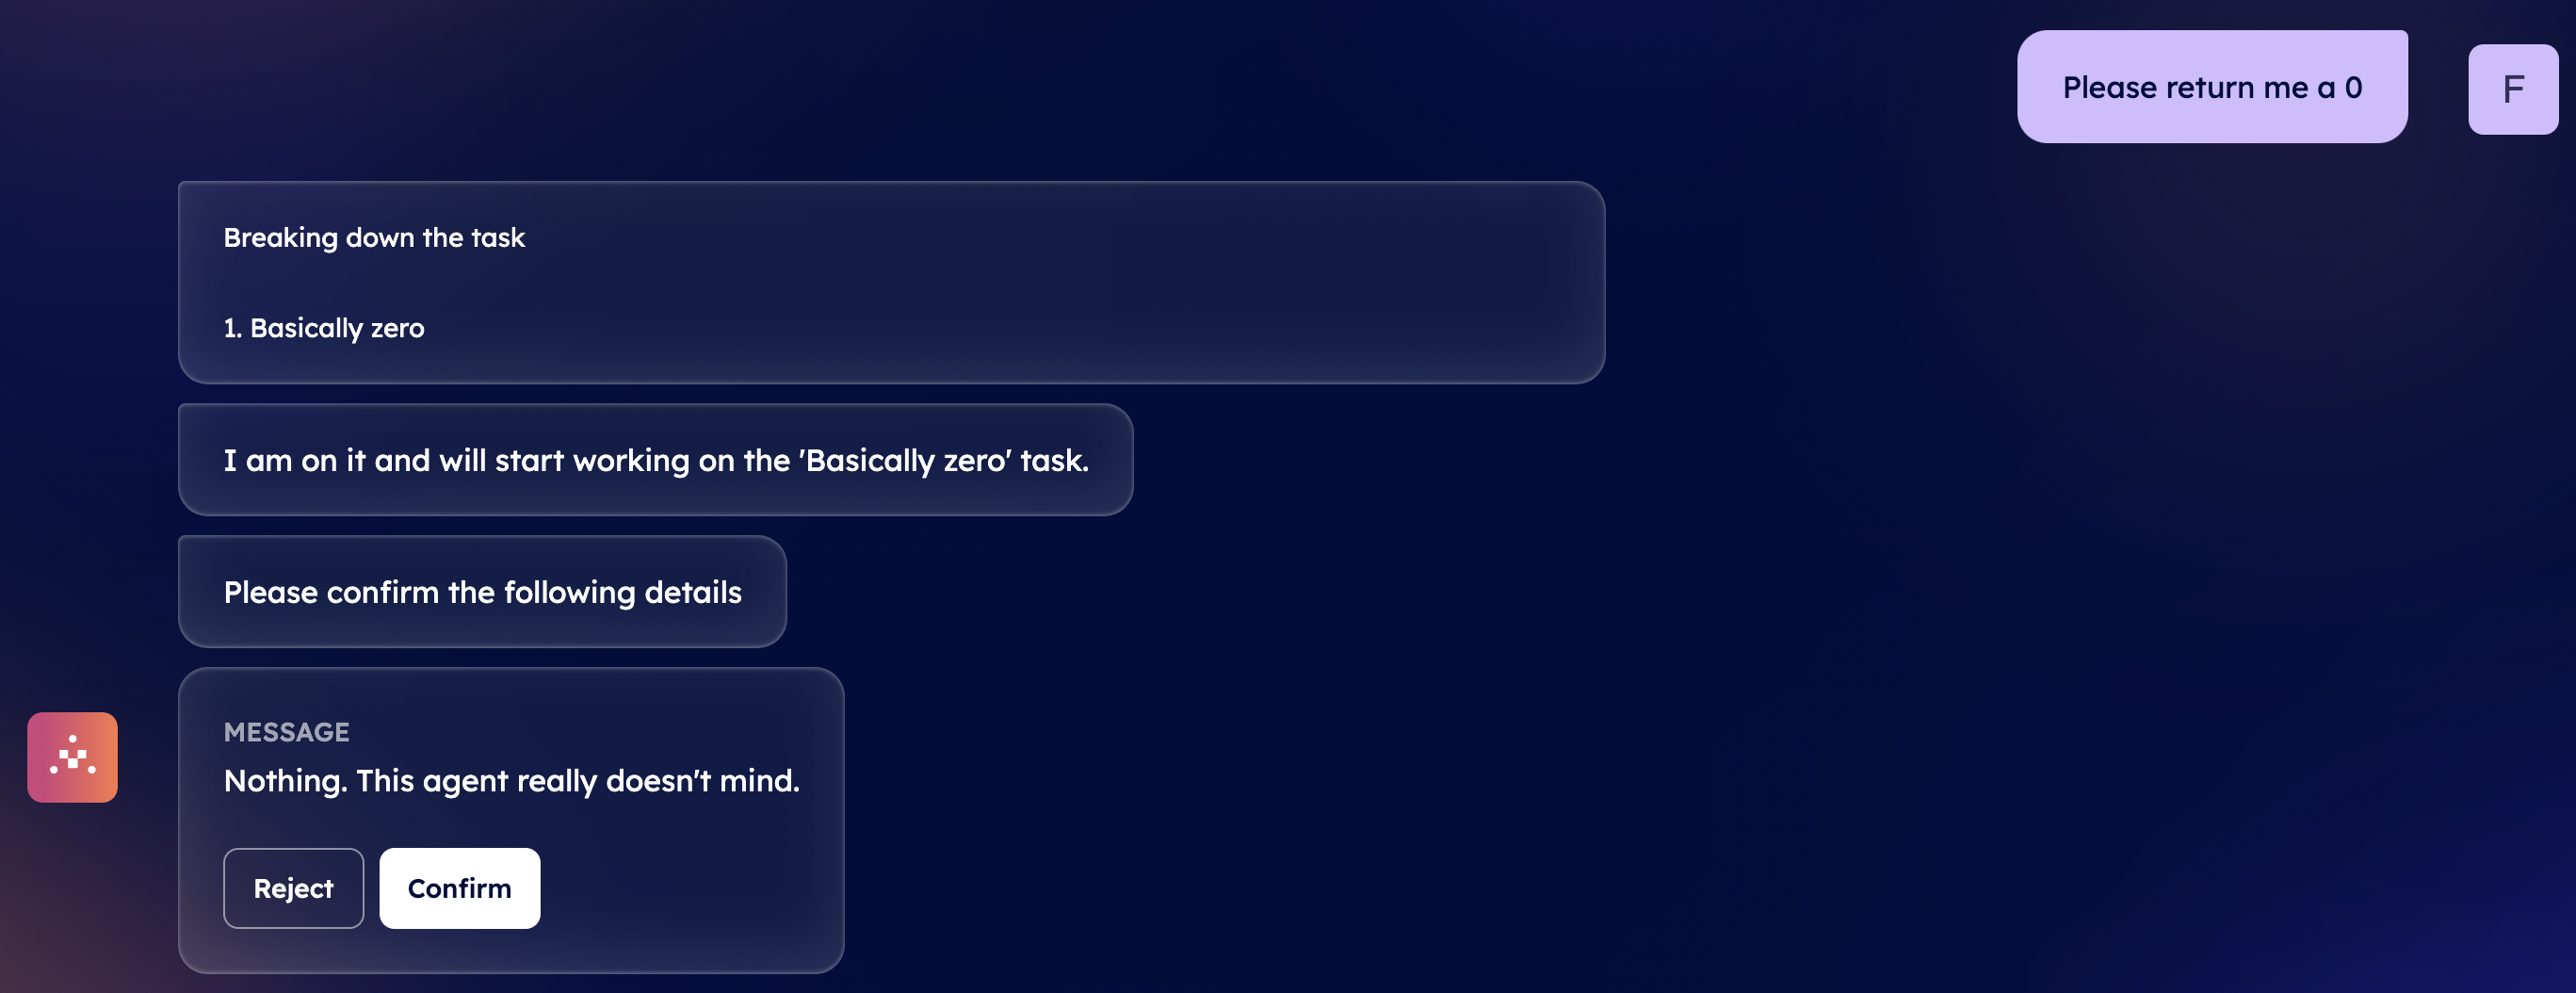 Please return me a 0
F
Breaking down the task
1. Basically zero
I am on it and will start working on the 'Basically zero' task.
Please confirm the following details
MESSAGE
Nothing. This agent really doesn't mind.
Reject
Confirm